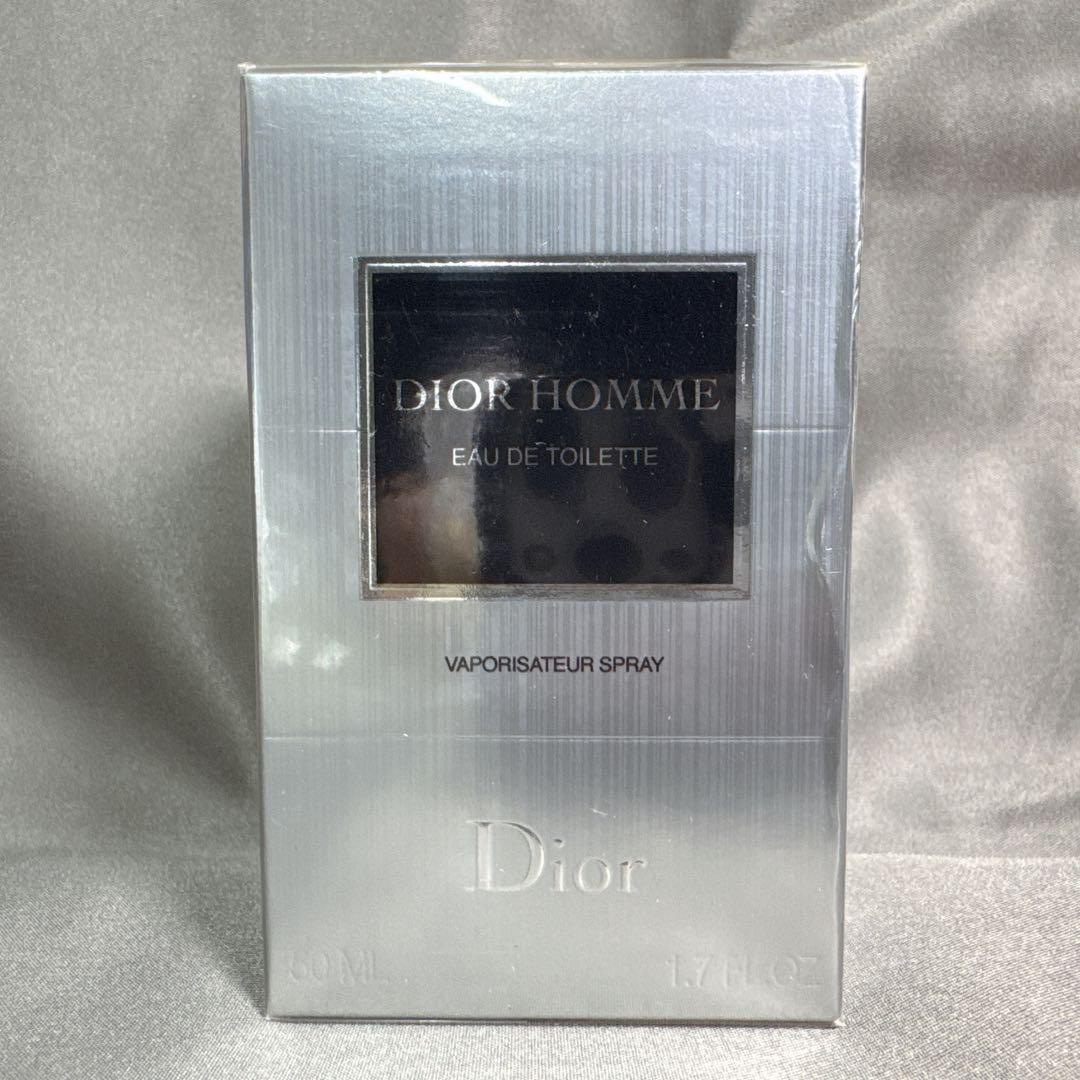 DIOR HOMME
EAU DE TOILETTE
VAPORISATEUR SPRAY
Dior
50 ML 1.7 FL.OZ